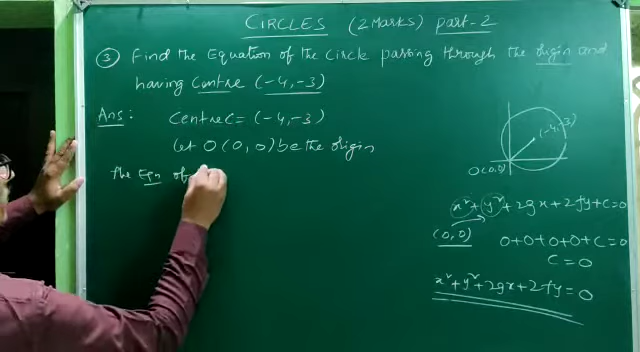 CIRCLES (2 Marks) part-2
③ Find the Equation of the Circle passing through the origin and
having Centre (-4,-3)
Ans: Centre C = (-4,-3)
Let O(0,0) be the origin
The Eqn of
(-4,-3)
O(0,0)
x²+y²+2gx+2fy+c=0
(0,0) 0+0+0+0+c=0
c=0
x²+y²+2gx+2fy=0